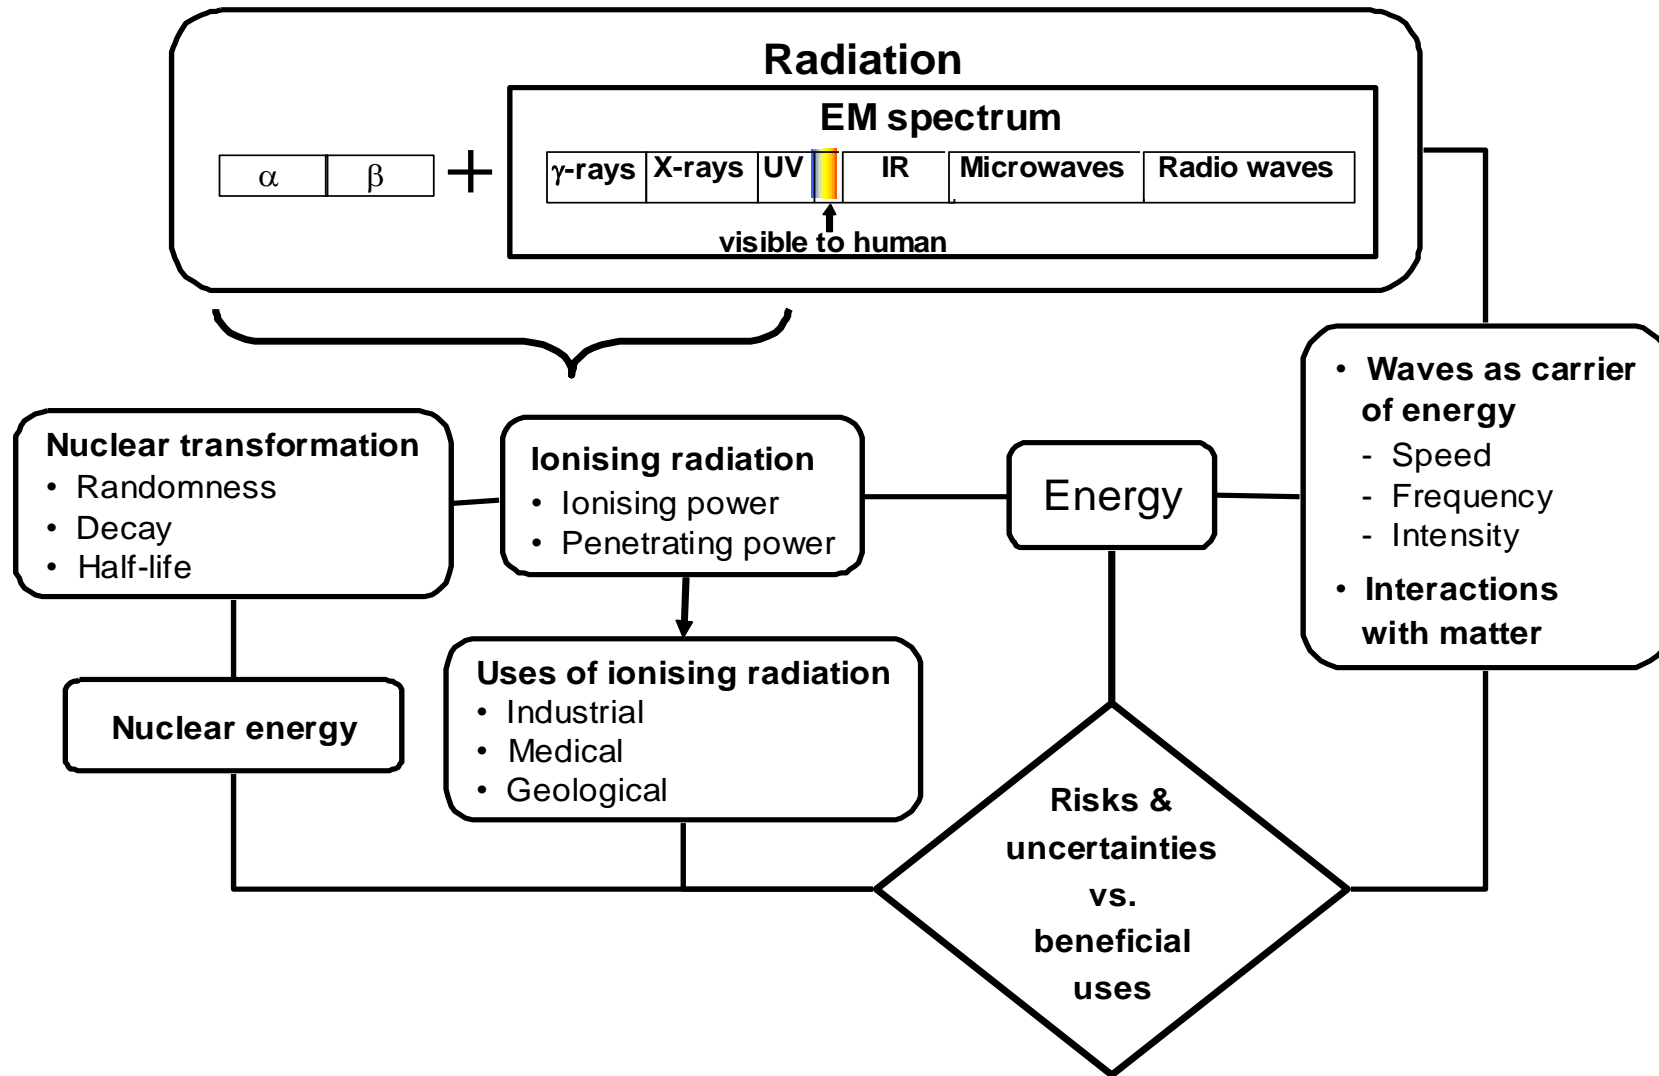 Radiation
EM spectrum
α β + γ-rays X-rays UV IR Microwaves Radio waves
visible to human
Nuclear transformation
• Randomness
• Decay
• Half-life
Ionising radiation
• Ionising power
• Penetrating power
Energy
• Waves as carrier
of energy
- Speed
- Frequency
- Intensity
• Interactions
with matter
Nuclear energy
Uses of ionising radiation
• Industrial
• Medical
• Geological
Risks &
uncertainties
vs.
beneficial
uses